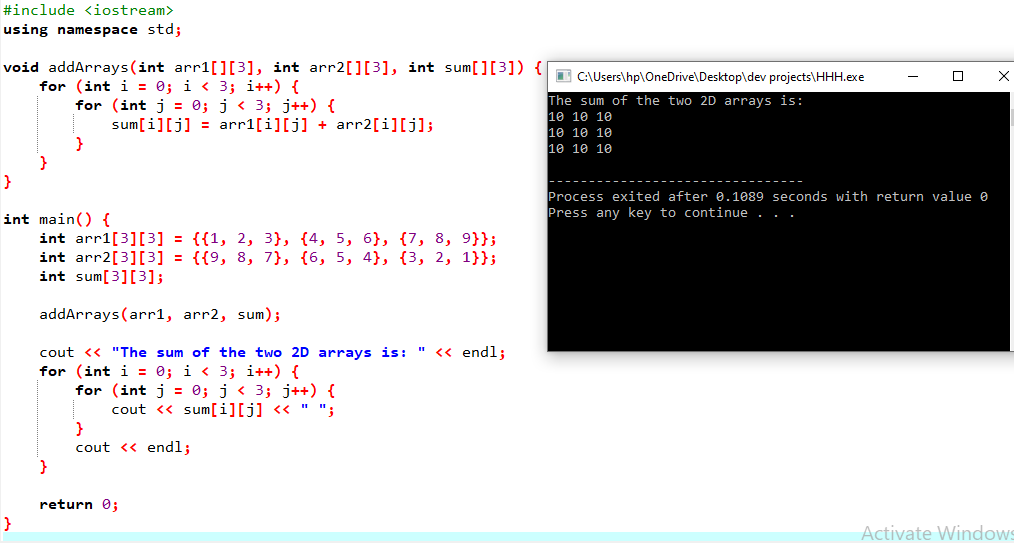 #include <iostream>
using namespace std;

void addArrays(int arr1[][3], int arr2[][3], int sum[][3]) {
    for (int i = 0; i < 3; i++) {
        for (int j = 0; j < 3; j++) {
            sum[i][j] = arr1[i][j] + arr2[i][j];
        }
    }
}

int main() {
    int arr1[3][3] = {{1, 2, 3}, {4, 5, 6}, {7, 8, 9}};
    int arr2[3][3] = {{9, 8, 7}, {6, 5, 4}, {3, 2, 1}};
    int sum[3][3];

    addArrays(arr1, arr2, sum);

    cout << "The sum of the two 2D arrays is: " << endl;
    for (int i = 0; i < 3; i++) {
        for (int j = 0; j < 3; j++) {
            cout << sum[i][j] << " ";
        }
        cout << endl;
    }

    return 0;
}
C:\Users\hp\OneDrive\Desktop\dev projects\HHH.exe
The sum of the two 2D arrays is:
10 10 10
10 10 10
10 10 10

--------------------------------
Process exited after 0.1089 seconds with return value 0
Press any key to continue . . .
Activate Windows